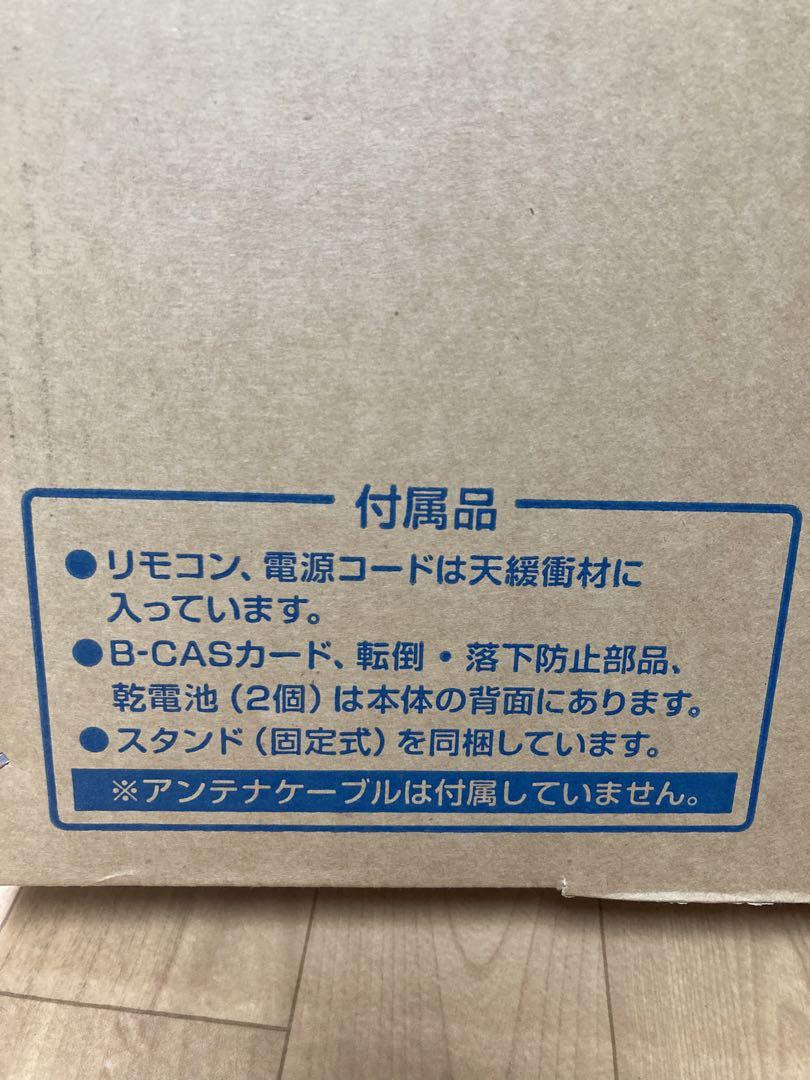 付属品
●リモコン、電源コードは天緩衝材に
入っています。
●B-CASカード、転倒・落下防止部品、
乾電池(2個)は本体の背面にあります。
●スタンド(固定式)を同梱しています。
※アンテナケーブルは付属していません。